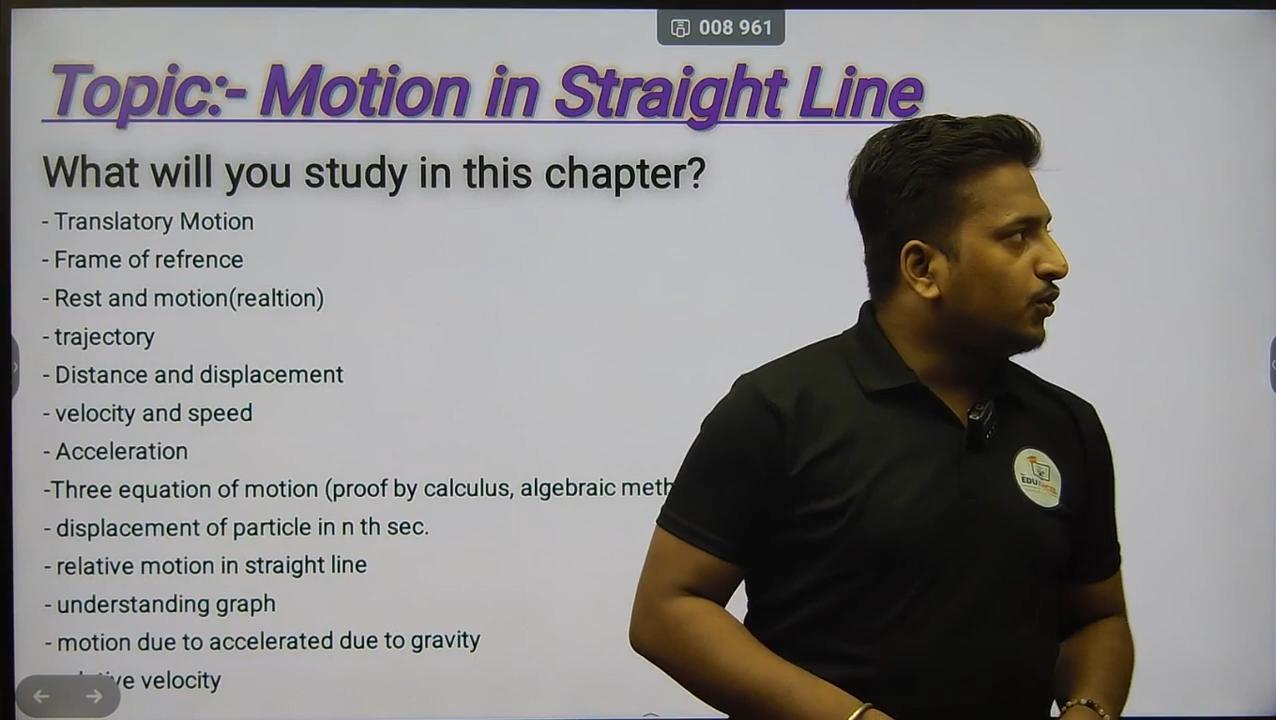 008 961
Topic:- Motion in Straight Line
What will you study in this chapter?
- Translatory Motion
- Frame of refrence
- Rest and motion(realtion)
- trajectory
- Distance and displacement
- velocity and speed
- Acceleration
-Three equation of motion (proof by calculus, algebraic meth
- displacement of particle in n th sec.
- relative motion in straight line
- understanding graph
- motion due to accelerated due to gravity
velocity
EDU